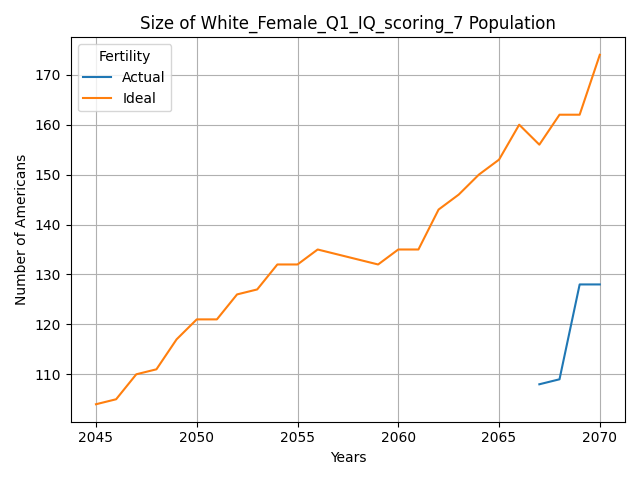 Size of White_Female_Q1_IQ_scoring_7 Population
Fertility
Actual
Ideal
Number of Americans
170
160
150
140
130
120
110
2045 2050 2055 2060 2065 2070
Years